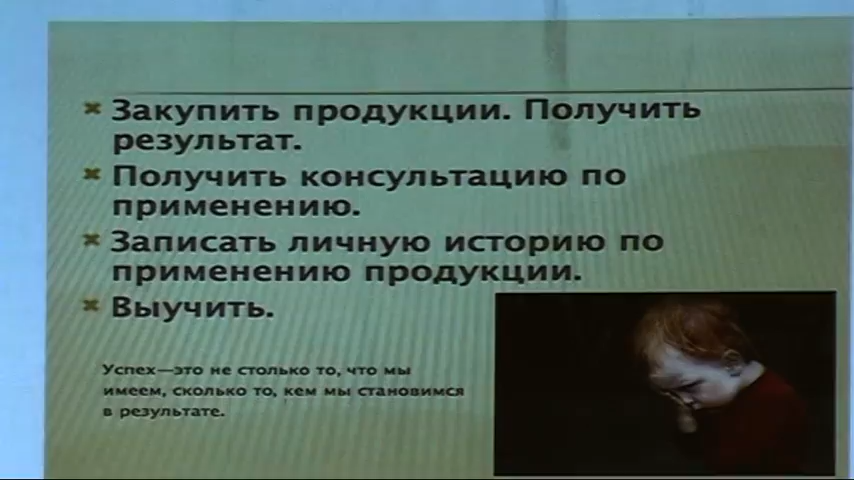 Закупить продукции. Получить
результат.
Получить консультацию по
применению.
Записать личную историю по
применению продукции.
Выучить.
Успех—это не столько то, что мы
имеем, сколько то, кем мы становимся
в результате.